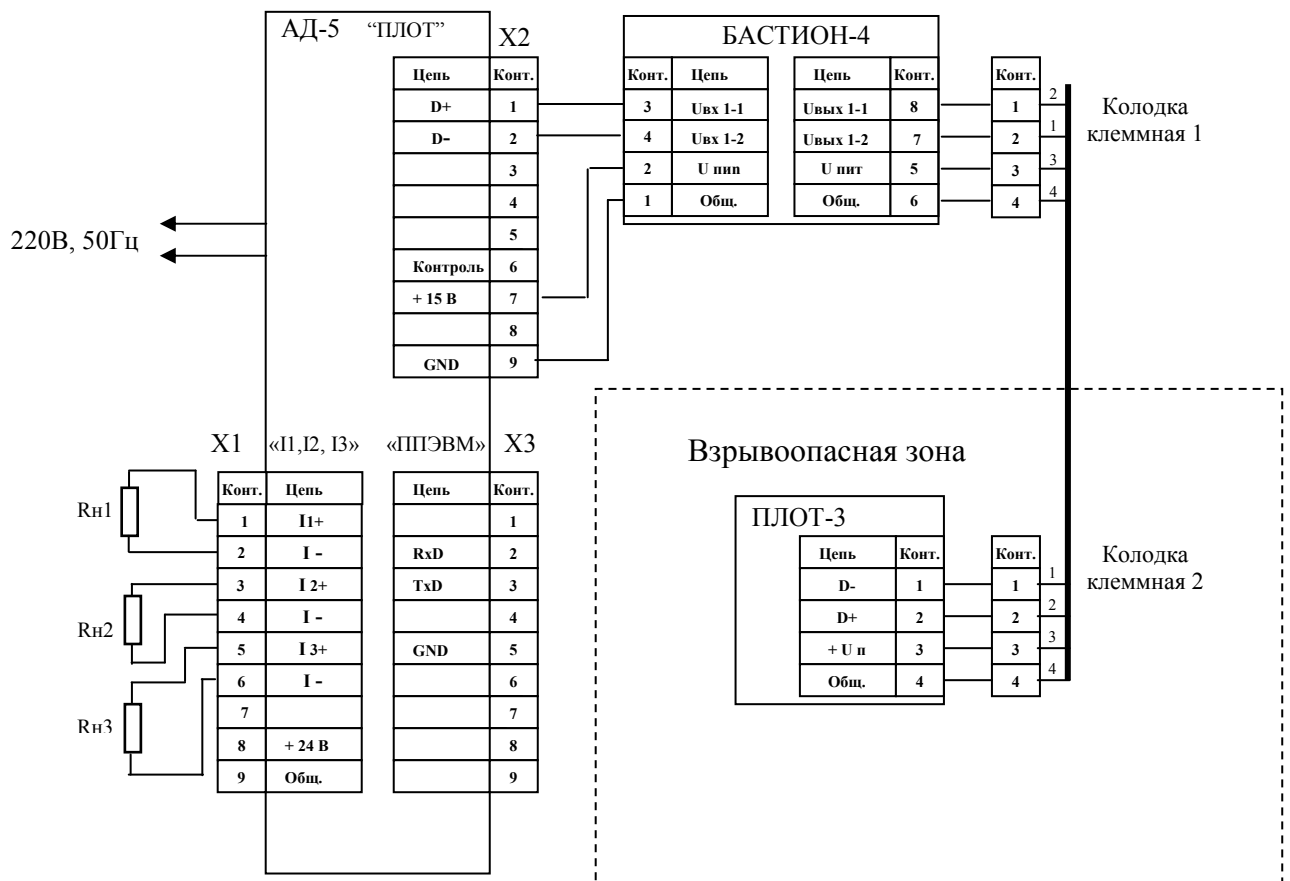 АД-5 “ПЛОТ” X2
Цепь Конт.
D+ 1
D- 2
3
4
5
Контроль 6
+ 15 В 7
8
GND 9
БАСТИОН-4
Конт. Цепь Цепь Конт.
3 Uвх 1-1 Uвых 1-1 8
4 Uвх 1-2 Uвых 1-2 7
2 U пип U пит 5
1 Общ. Общ. 6
Конт.
1 2
2 1
3 3
4 4
Колодка
клеммная 1
220В, 50Гц
X1 «I1,I2, I3» «ППЭВМ» X3
Конт. Цепь Цепь Конт.
1 I1+ 1
2 I - RxD 2
3 I 2+ TxD 3
4 I - 4
5 I 3+ GND 5
6 I - 6
7 7
8 + 24 В 8
9 Общ. 9
Rн1
Rн2
Rн3
Взрывоопасная зона
ПЛОТ-3
Цепь Конт.
D- 1
D+ 2
+ U п 3
Общ. 4
Конт.
1 1
2 2
3 3
4 4
Колодка
клеммная 2